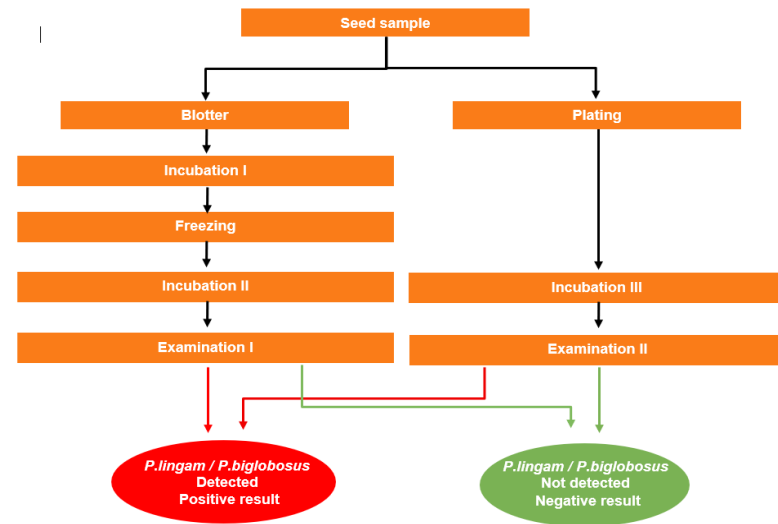 Seed sample
Blotter
Plating
Incubation I
Freezing
Incubation II
Incubation III
Examination I
Examination II
P.lingam / P.biglobosus
Detected
Positive result
P.lingam / P.biglobosus
Not detected
Negative result